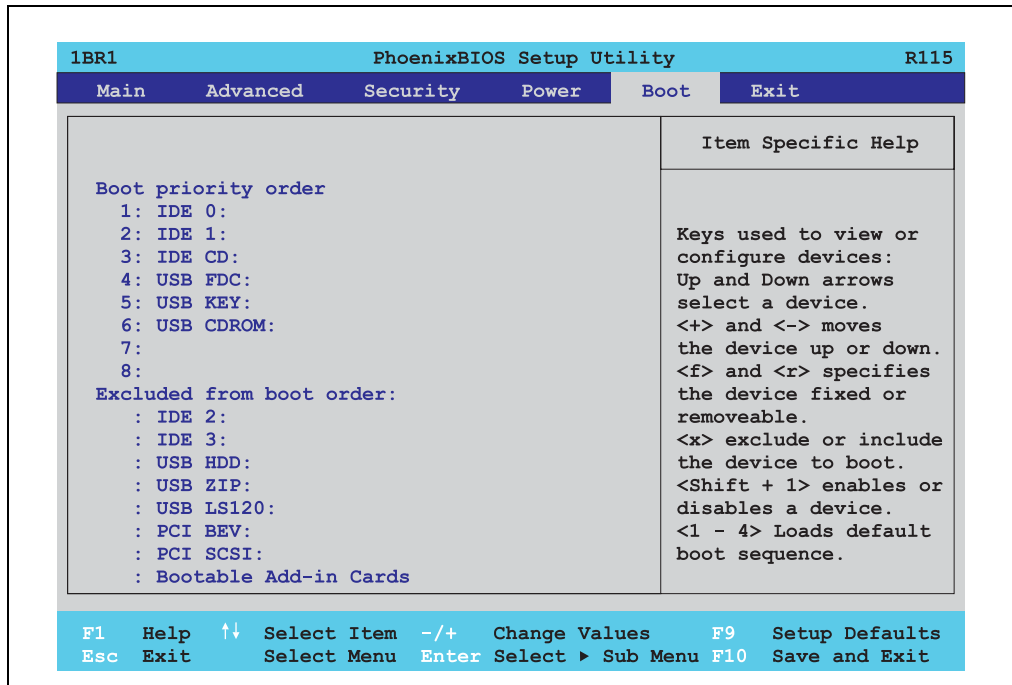 1BR1 PhoenixBIOS Setup Utility R115
Main Advanced Security Power Boot Exit
Item Specific Help
Boot priority order
1: IDE 0:
2: IDE 1:
3: IDE CD:
4: USB FDC:
5: USB KEY:
6: USB CDROM:
7:
8:
Excluded from boot order:
: IDE 2:
: IDE 3:
: USB HDD:
: USB ZIP:
: USB LS120:
: PCI BEV:
: PCI SCSI:
: Bootable Add-in Cards
Keys used to view or
configure devices:
Up and Down arrows
select a device.
<+> and <-> moves
the device up or down.
<f> and <r> specifies
the device fixed or
removeable.
<x> exclude or include
the device to boot.
<Shift + 1> enables or
disables a device.
<1 - 4> Loads default
boot sequence.
F1 Help ↑↓ Select Item -/+ Change Values F9 Setup Defaults
Esc Exit Select Menu Enter Select ▶ Sub Menu F10 Save and Exit